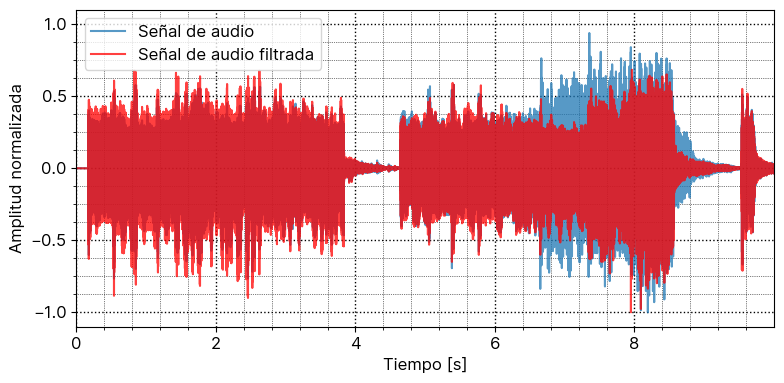 Señal de audio
Señal de audio filtrada
Amplitud normalizada
1.0
0.5
0.0
−0.5
−1.0
0 2 4 6 8
Tiempo [s]